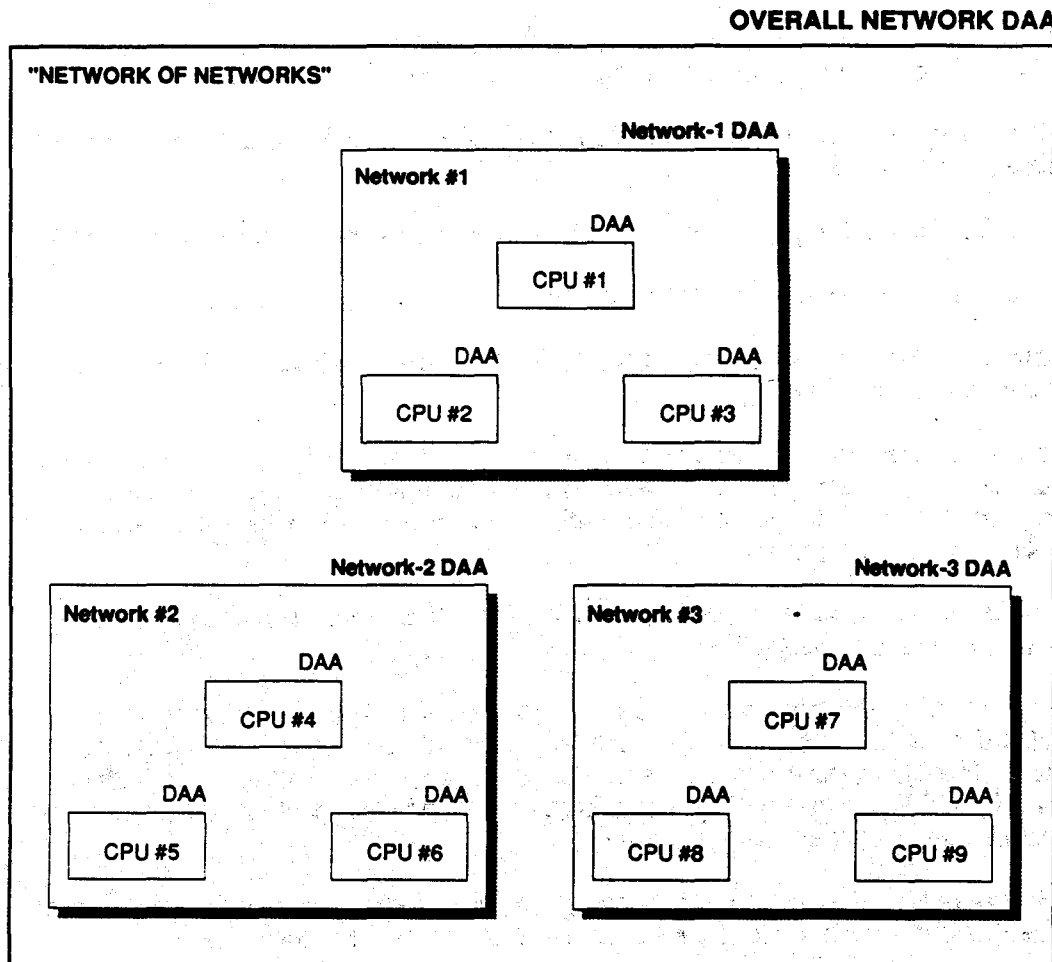 OVERALL NETWORK DAA
"NETWORK OF NETWORKS"
Network-1 DAA
Network #1
DAA
CPU #1
DAA
DAA
CPU #2
CPU #3
Network-2 DAA
Network-3 DAA
Network #2
Network #3
DAA
DAA
CPU #4
CPU #7
DAA
DAA
DAA
DAA
CPU #5
CPU #6
CPU #8
CPU #9